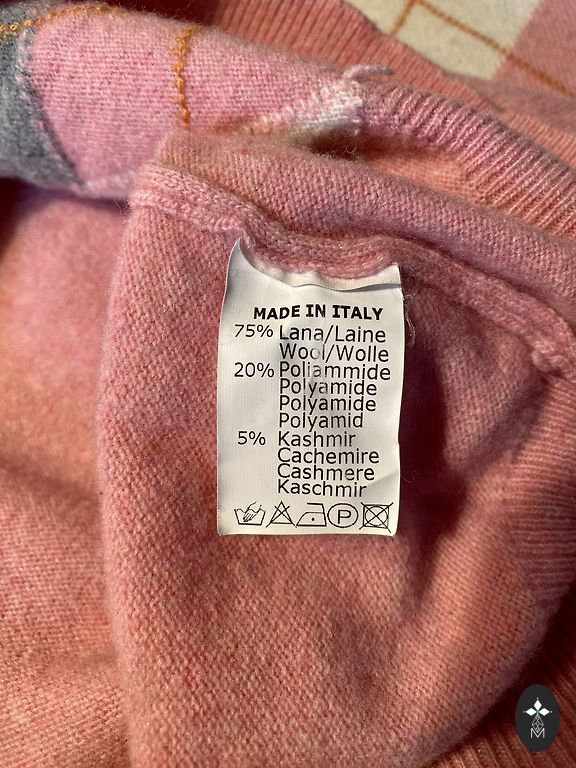 MADE IN ITALY
75% Lana/Laine
Wool/Wolle
20% Poliammide
Polyamide
Polyamide
Polyamid
5% Kashmir
Cachemire
Cashmere
Kaschmir
P
M